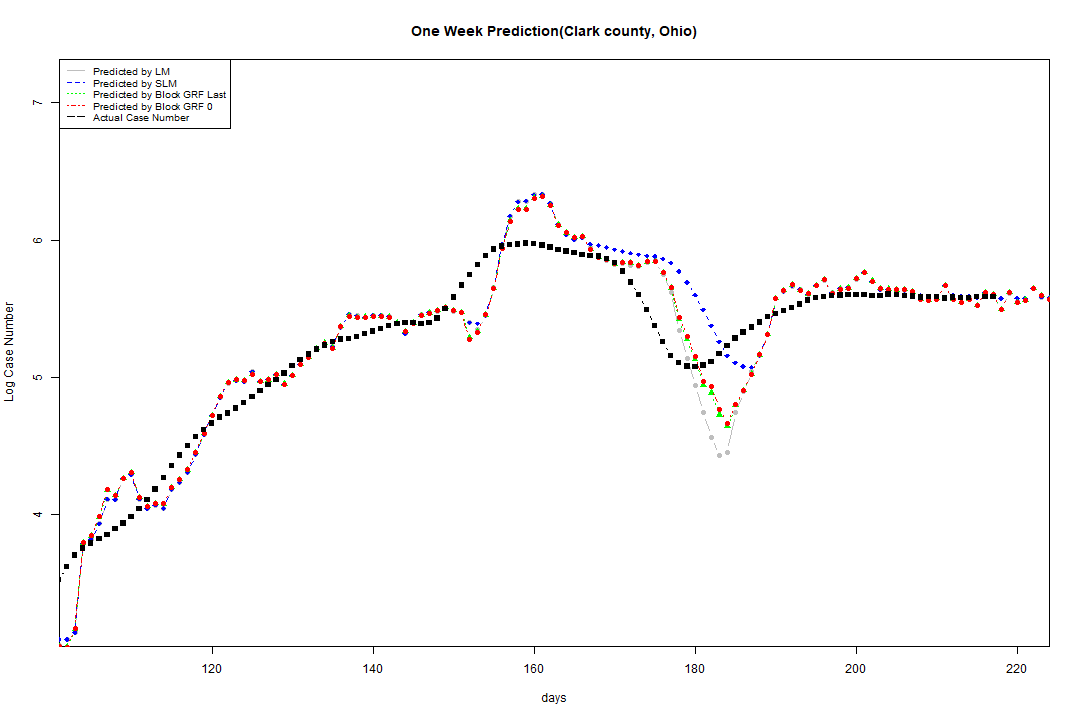 One Week Prediction(Clark county, Ohio)
Predicted by LM
Predicted by SLM
Predicted by Block GRF Last
Predicted by Block GRF 0
Actual Case Number
7
6
5
4
Log Case Number
120 140 160 180 200 220
days